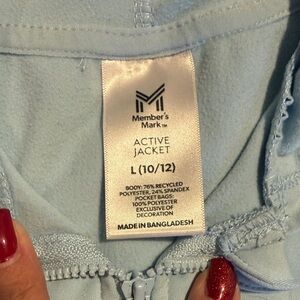 Member's
Mark™
ACTIVE
JACKET
L (10/12)
BODY: 76% RECYCLED
POLYESTER, 24% SPANDEX
POCKET BAGS:
100% POLYESTER
EXCLUSIVE OF
DECORATION
MADE IN BANGLADESH